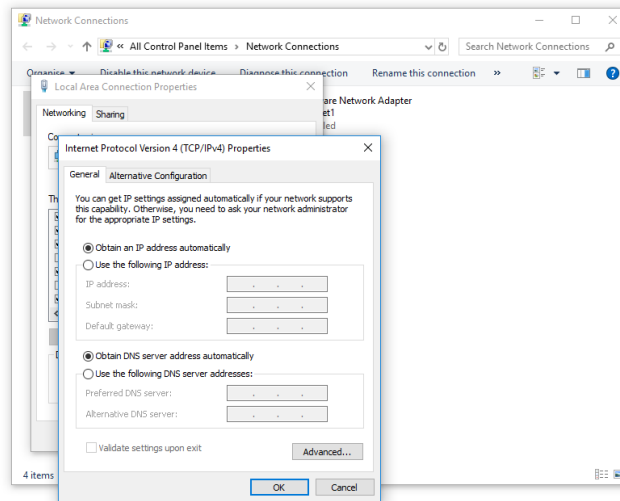 Network Connections
« All Control Panel Items › Network Connections
Search Network Connections
Organise
Disable this network device
Diagnose this connection
Rename this connection
»
Local Area Connection Properties
Networking
Sharing
Internet Protocol Version 4 (TCP/IPv4) Properties
General
Alternative Configuration
You can get IP settings assigned automatically if your network supports
this capability. Otherwise, you need to ask your network administrator
for the appropriate IP settings.
Obtain an IP address automatically
Use the following IP address:
IP address:
Subnet mask:
Default gateway:
Obtain DNS server address automatically
Use the following DNS server addresses:
Preferred DNS server:
Alternative DNS server:
Validate settings upon exit
Advanced...
OK
Cancel
are Network Adapter
et1
led
Co
Th
4 items